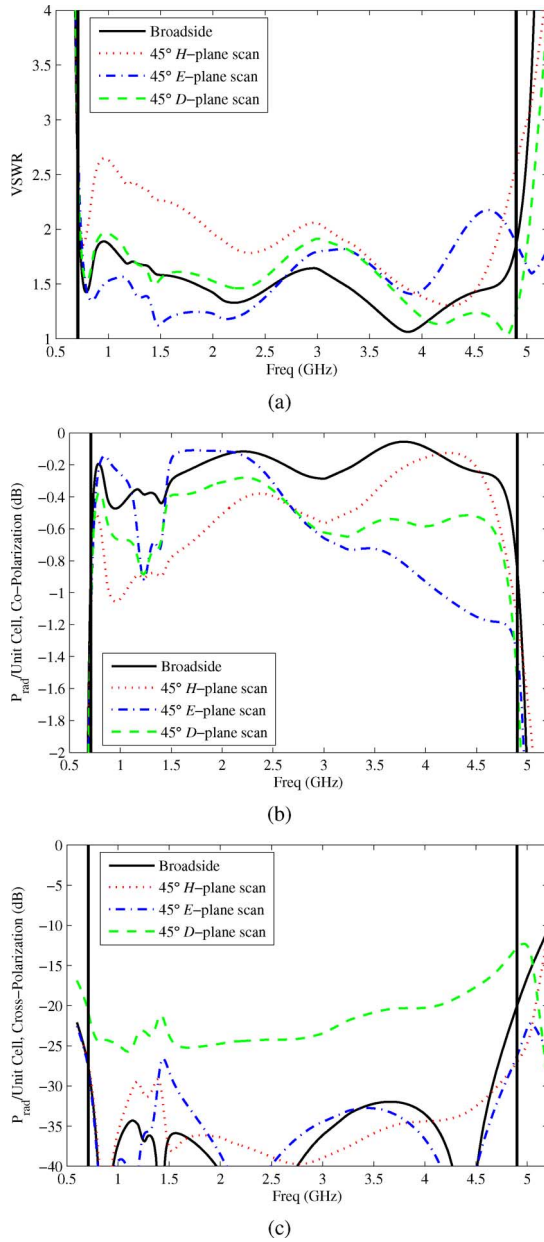 4
3.5
3
2.5
2
1.5
1
VSWR
Broadside
45° H−plane scan
45° E−plane scan
45° D−plane scan
0.5 1 1.5 2 2.5 3 3.5 4 4.5 5
Freq (GHz)
(a)
0
−0.2
−0.4
−0.6
−0.8
−1
−1.2
−1.4
−1.6
−1.8
−2
P_rad/Unit Cell, Co−Polarization (dB)
Broadside
45° H−plane scan
45° E−plane scan
45° D−plane scan
0.5 1 1.5 2 2.5 3 3.5 4 4.5 5
Freq (GHz)
(b)
0
−5
−10
−15
−20
−25
−30
−35
−40
P_rad/Unit Cell, Cross−Polarization (dB)
Broadside
45° H−plane scan
45° E−plane scan
45° D−plane scan
0.5 1 1.5 2 2.5 3 3.5 4 4.5 5
Freq (GHz)
(c)